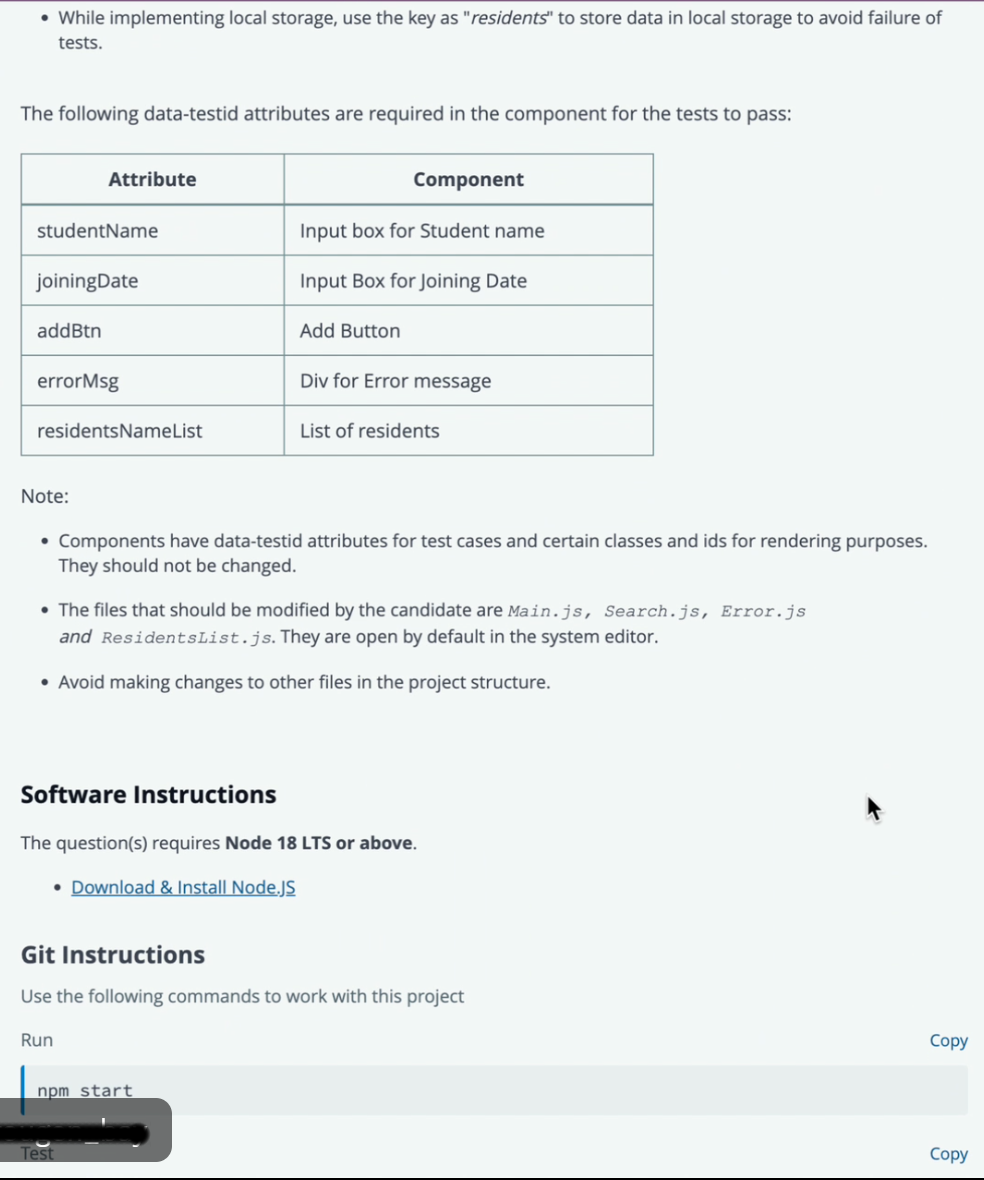 • While implementing local storage, use the key as "residents" to store data in local storage to avoid failure of
tests.
The following data-testid attributes are required in the component for the tests to pass:
Attribute Component
studentName Input box for Student name
joiningDate Input Box for Joining Date
addBtn Add Button
errorMsg Div for Error message
residentsNameList List of residents
Note:
• Components have data-testid attributes for test cases and certain classes and ids for rendering purposes.
They should not be changed.
• The files that should be modified by the candidate are Main.js, Search.js, Error.js
and ResidentsList.js. They are open by default in the system editor.
• Avoid making changes to other files in the project structure.
Software Instructions
The question(s) requires Node 18 LTS or above.
• Download & Install Node.JS
Git Instructions
Use the following commands to work with this project
Run Copy
npm start
Test Copy